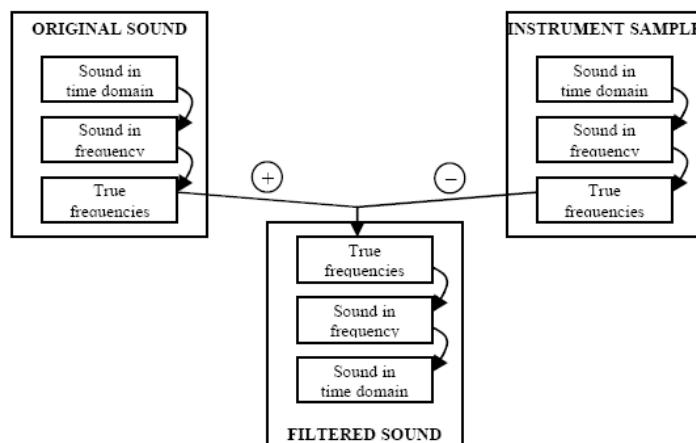 ORIGINAL SOUND
Sound in
time domain
Sound in
frequency
True
frequencies
INSTRUMENT SAMPLE
Sound in
time domain
Sound in
frequency
True
frequencies
+
−
True
frequencies
Sound in
frequency
Sound in
time domain
FILTERED SOUND